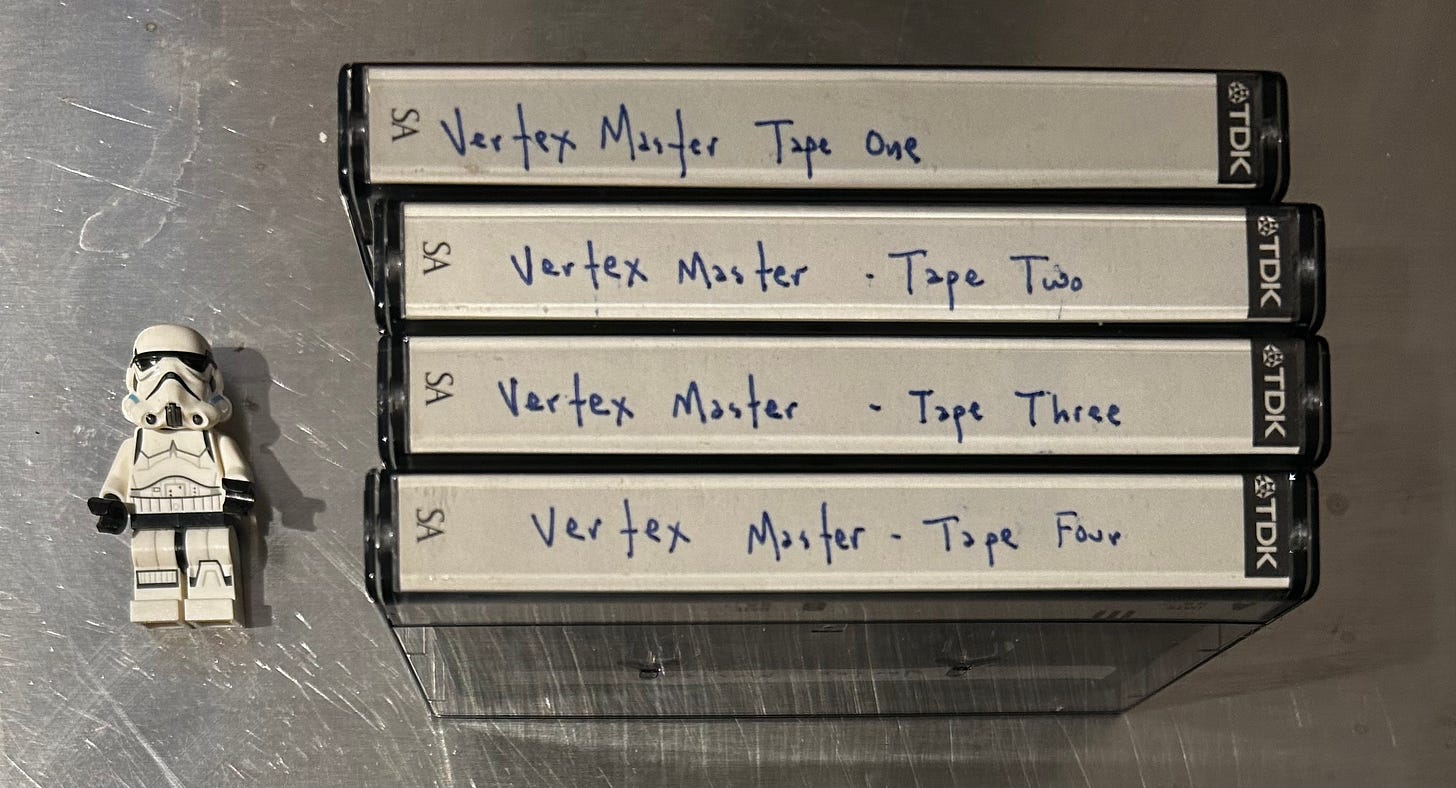 SA Vertex Master Tape One TDK
SA Vertex Master - Tape Two TDK
SA Vertex Master - Tape Three TDK
SA Vertex Master - Tape Four TDK